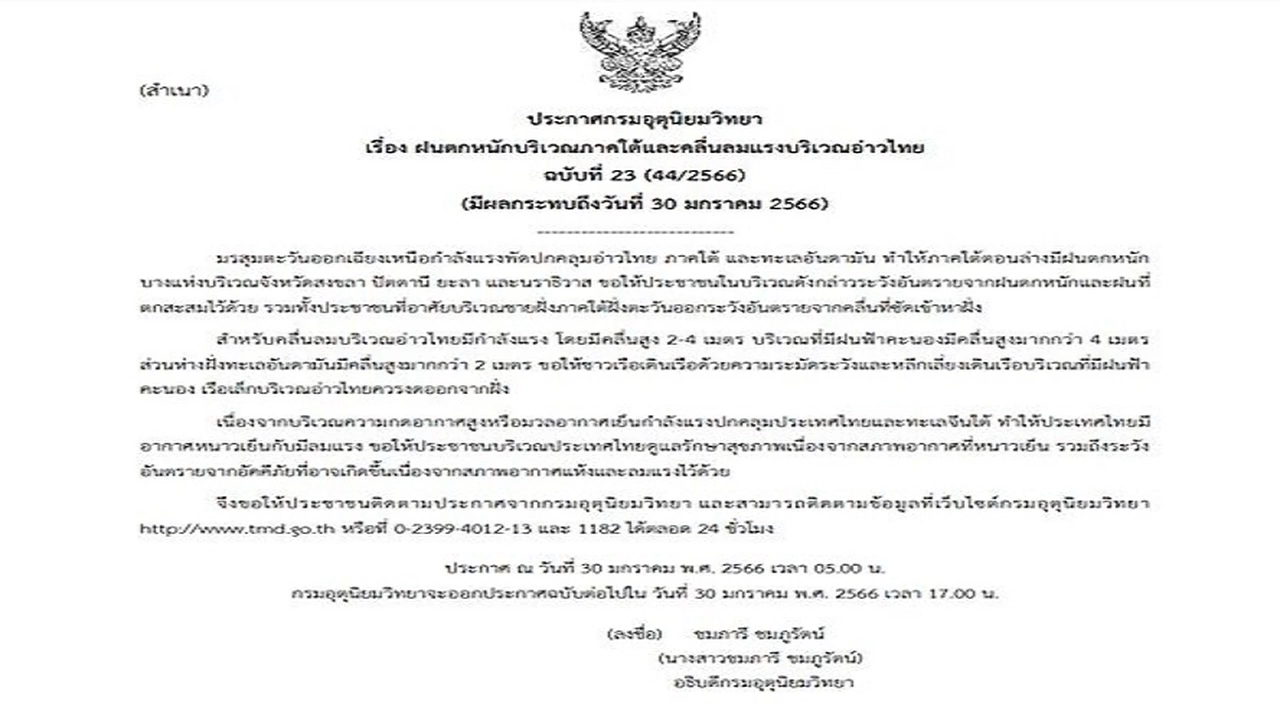 (สำเนา)
ประกาศกรมอุตุนิยมวิทยา
เรื่อง ฝนตกหนักบริเวณภาคใต้และคลื่นลมแรงบริเวณอ่าวไทย
ฉบับที่ 23 (44/2566)
(มีผลกระทบถึงวันที่ 30 มกราคม 2566)
---------------------------
มรสุมตะวันออกเฉียงเหนือกำลังแรงพัดปกคลุมอ่าวไทย ภาคใต้ และทะเลอันดามัน ทำให้ภาคใต้ตอนล่างมีฝนตกหนัก
บางแห่งบริเวณจังหวัดสงขลา ปัตตานี ยะลา และนราธิวาส ขอให้ประชาชนในบริเวณดังกล่าวระวังอันตรายจากฝนตกหนักและฝนที่
ตกสะสมไว้ด้วย รวมทั้งประชาชนที่อาศัยบริเวณชายฝั่งภาคใต้ฝั่งตะวันออกระวังอันตรายจากคลื่นที่ซัดเข้าหาฝั่ง
สำหรับคลื่นลมบริเวณอ่าวไทยมีกำลังแรง โดยมีคลื่นสูง 2-4 เมตร บริเวณที่มีฝนฟ้าคะนองมีคลื่นสูงมากกว่า 4 เมตร
ส่วนห่างฝั่งทะเลอันดามันมีคลื่นสูงมากกว่า 2 เมตร ขอให้ชาวเรือเดินเรือด้วยความระมัดระวังและหลีกเลี่ยงเดินเรือบริเวณที่มีฝนฟ้า
คะนอง เรือเล็กบริเวณอ่าวไทยควรงดออกจากฝั่ง
เนื่องจากบริเวณความกดอากาศสูงหรือมวลอากาศเย็นกำลังแรงปกคลุมประเทศไทยและทะเลจีนใต้ ทำให้ประเทศไทยมี
อากาศหนาวเย็นกับมีลมแรง ขอให้ประชาชนบริเวณประเทศไทยดูแลรักษาสุขภาพเนื่องจากสภาพอากาศที่หนาวเย็น รวมถึงระวัง
อันตรายจากอัคคีภัยที่อาจเกิดขึ้นเนื่องจากสภาพอากาศแห้งและลมแรงไว้ด้วย
จึงขอให้ประชาชนติดตามประกาศจากกรมอุตุนิยมวิทยา และสามารถติดตามข้อมูลที่เว็บไซต์กรมอุตุนิยมวิทยา
http://www.tmd.go.th หรือที่ 0-2399-4012-13 และ 1182 ได้ตลอด 24 ชั่วโมง
ประกาศ ณ วันที่ 30 มกราคม พ.ศ. 2566 เวลา 05.00 น.
กรมอุตุนิยมวิทยาจะออกประกาศฉบับต่อไปใน วันที่ 30 มกราคม พ.ศ. 2566 เวลา 17.00 น.
(ลงชื่อ) ชมภารี ชมภูรัตน์
(นางสาวชมภารี ชมภูรัตน์)
อธิบดีกรมอุตุนิยมวิทยา